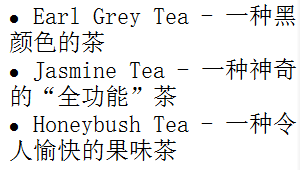 ● Earl Grey Tea - 一种黑
颜色的茶
● Jasmine Tea - 一种神奇
的“全功能”茶
● Honeybush Tea - 一种令
人愉快的果味茶